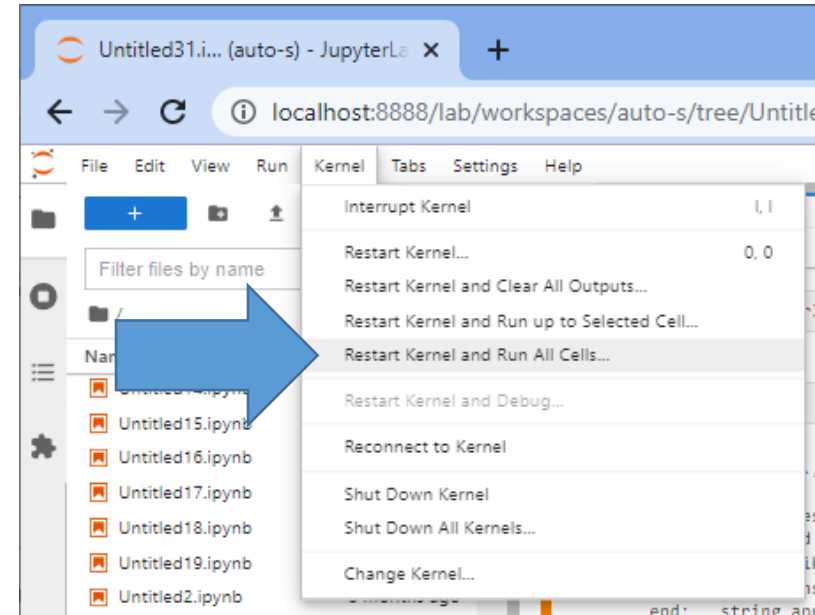 Untitled31.i... (auto-s) - JupyterLa
localhost:8888/lab/workspaces/auto-s/tree/Untitle
File Edit View Run Kernel Tabs Settings Help
Interrupt Kernel I, I
Restart Kernel... 0, 0
Filter files by name
Restart Kernel and Clear All Outputs...
/
Restart Kernel and Run up to Selected Cell...
Restart Kernel and Run All Cells...
Restart Kernel and Debug...
Untitled15.ipynb
Reconnect to Kernel
Untitled16.ipynb
Untitled17.ipynb
Shut Down Kernel
Untitled18.ipynb
Shut Down All Kernels...
Untitled19.ipynb
Change Kernel...
Untitled2.ipynb
end: string